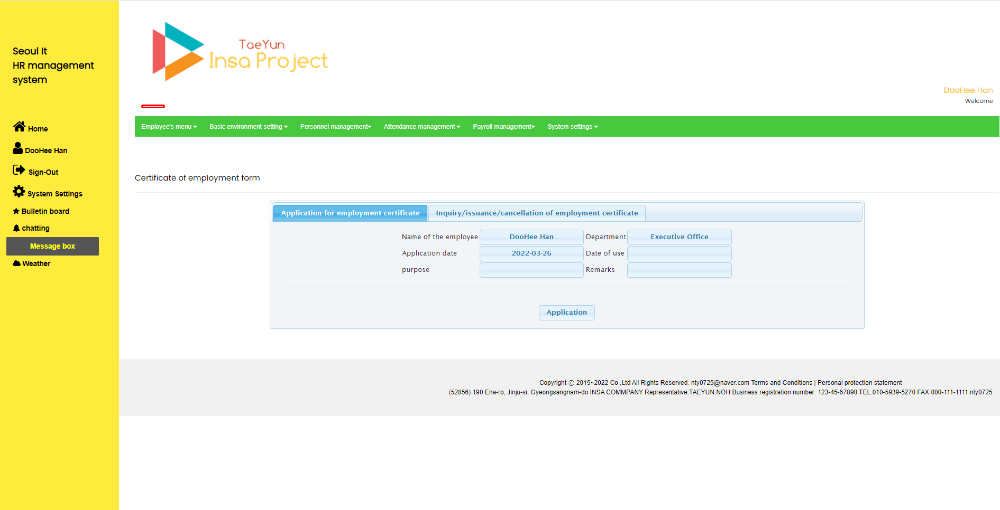 Seoul It
HR management
system
Home
DooHee Han
Sign-Out
System Settings
Bulletin board
chatting
Message box
Weather
TaeYun
Insa Project
DooHee Han
Welcome
Employee's menu Basic environment setting Personnel management Attendance management Payroll management System settings
Certificate of employment form
Application for employment certificate Inquiry/issuance/cancellation of employment certificate
Name of the employee DooHee Han Department Executive Office
Application date 2022-03-26 Date of use
purpose Remarks
Application
Copyright ⓒ 2015~2022 Co.,Ltd All Rights Reserved. nty0725@naver.com Terms and Conditions | Personal protection statement
(52856) 190 Ena-ro, Jinju-si, Gyeongsangnam-do INSA COMMPANY Representative:TAEYUN.NOH Business registration number: 123-45-67890 TEL.010-5939-5270 FAX.000-111-1111 nty0725